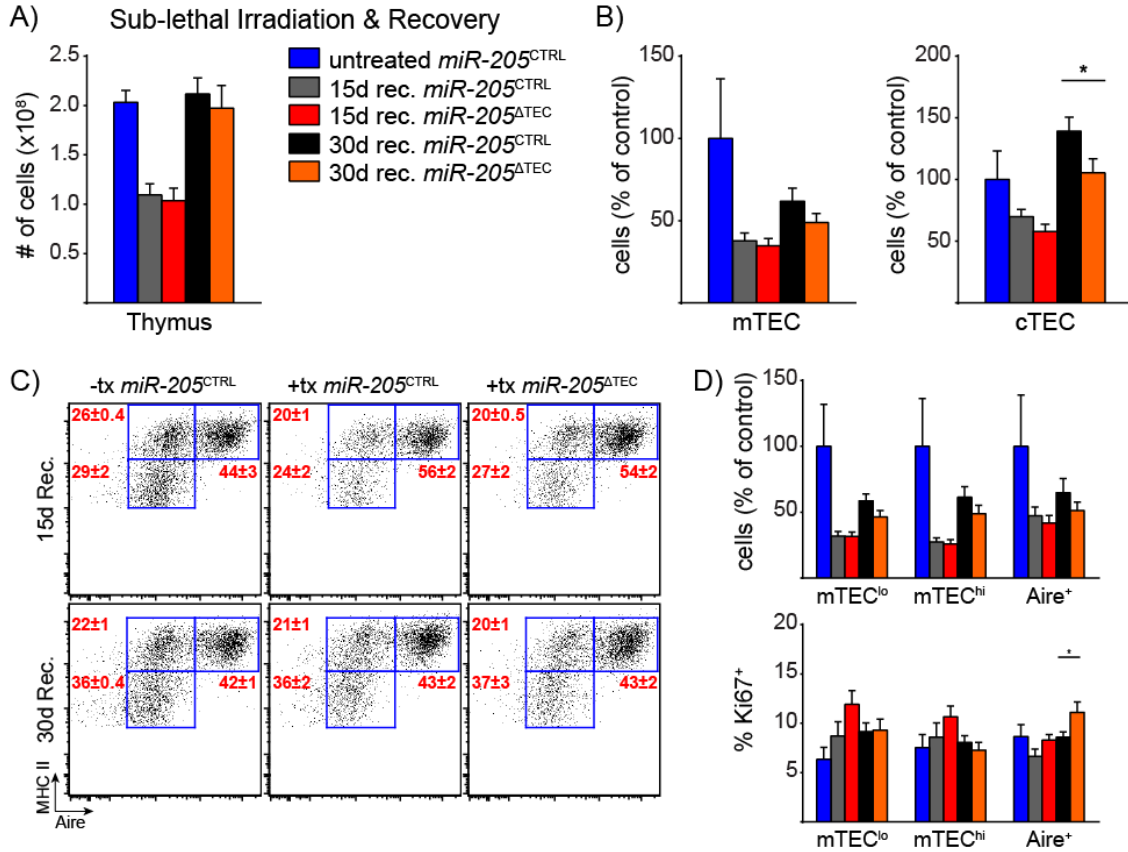 A)
Sub-lethal Irradiation & Recovery
# of cells (x10⁸)
2.5
2.0
1.5
1.0
0.5
Thymus
untreated miR-205CTRL
15d rec. miR-205CTRL
15d rec. miR-205ΔTEC
30d rec. miR-205CTRL
30d rec. miR-205ΔTEC
B)
cells (% of control)
150
100
50
mTEC
cells (% of control)
200
150
100
50
*
cTEC
C)
-tx miR-205CTRL
+tx miR-205CTRL
+tx miR-205ΔTEC
15d Rec.
26±0.4
29±2
44±3
20±1
24±2
56±2
20±0.5
27±2
54±2
30d Rec.
22±1
36±0.4
42±1
21±1
36±2
43±2
20±1
37±3
43±2
MHC II
Aire
D)
cells (% of control)
150
100
50
mTEClo
mTEChi
Aire+
% Ki67+
20
15
10
5
*
mTEClo
mTEChi
Aire+